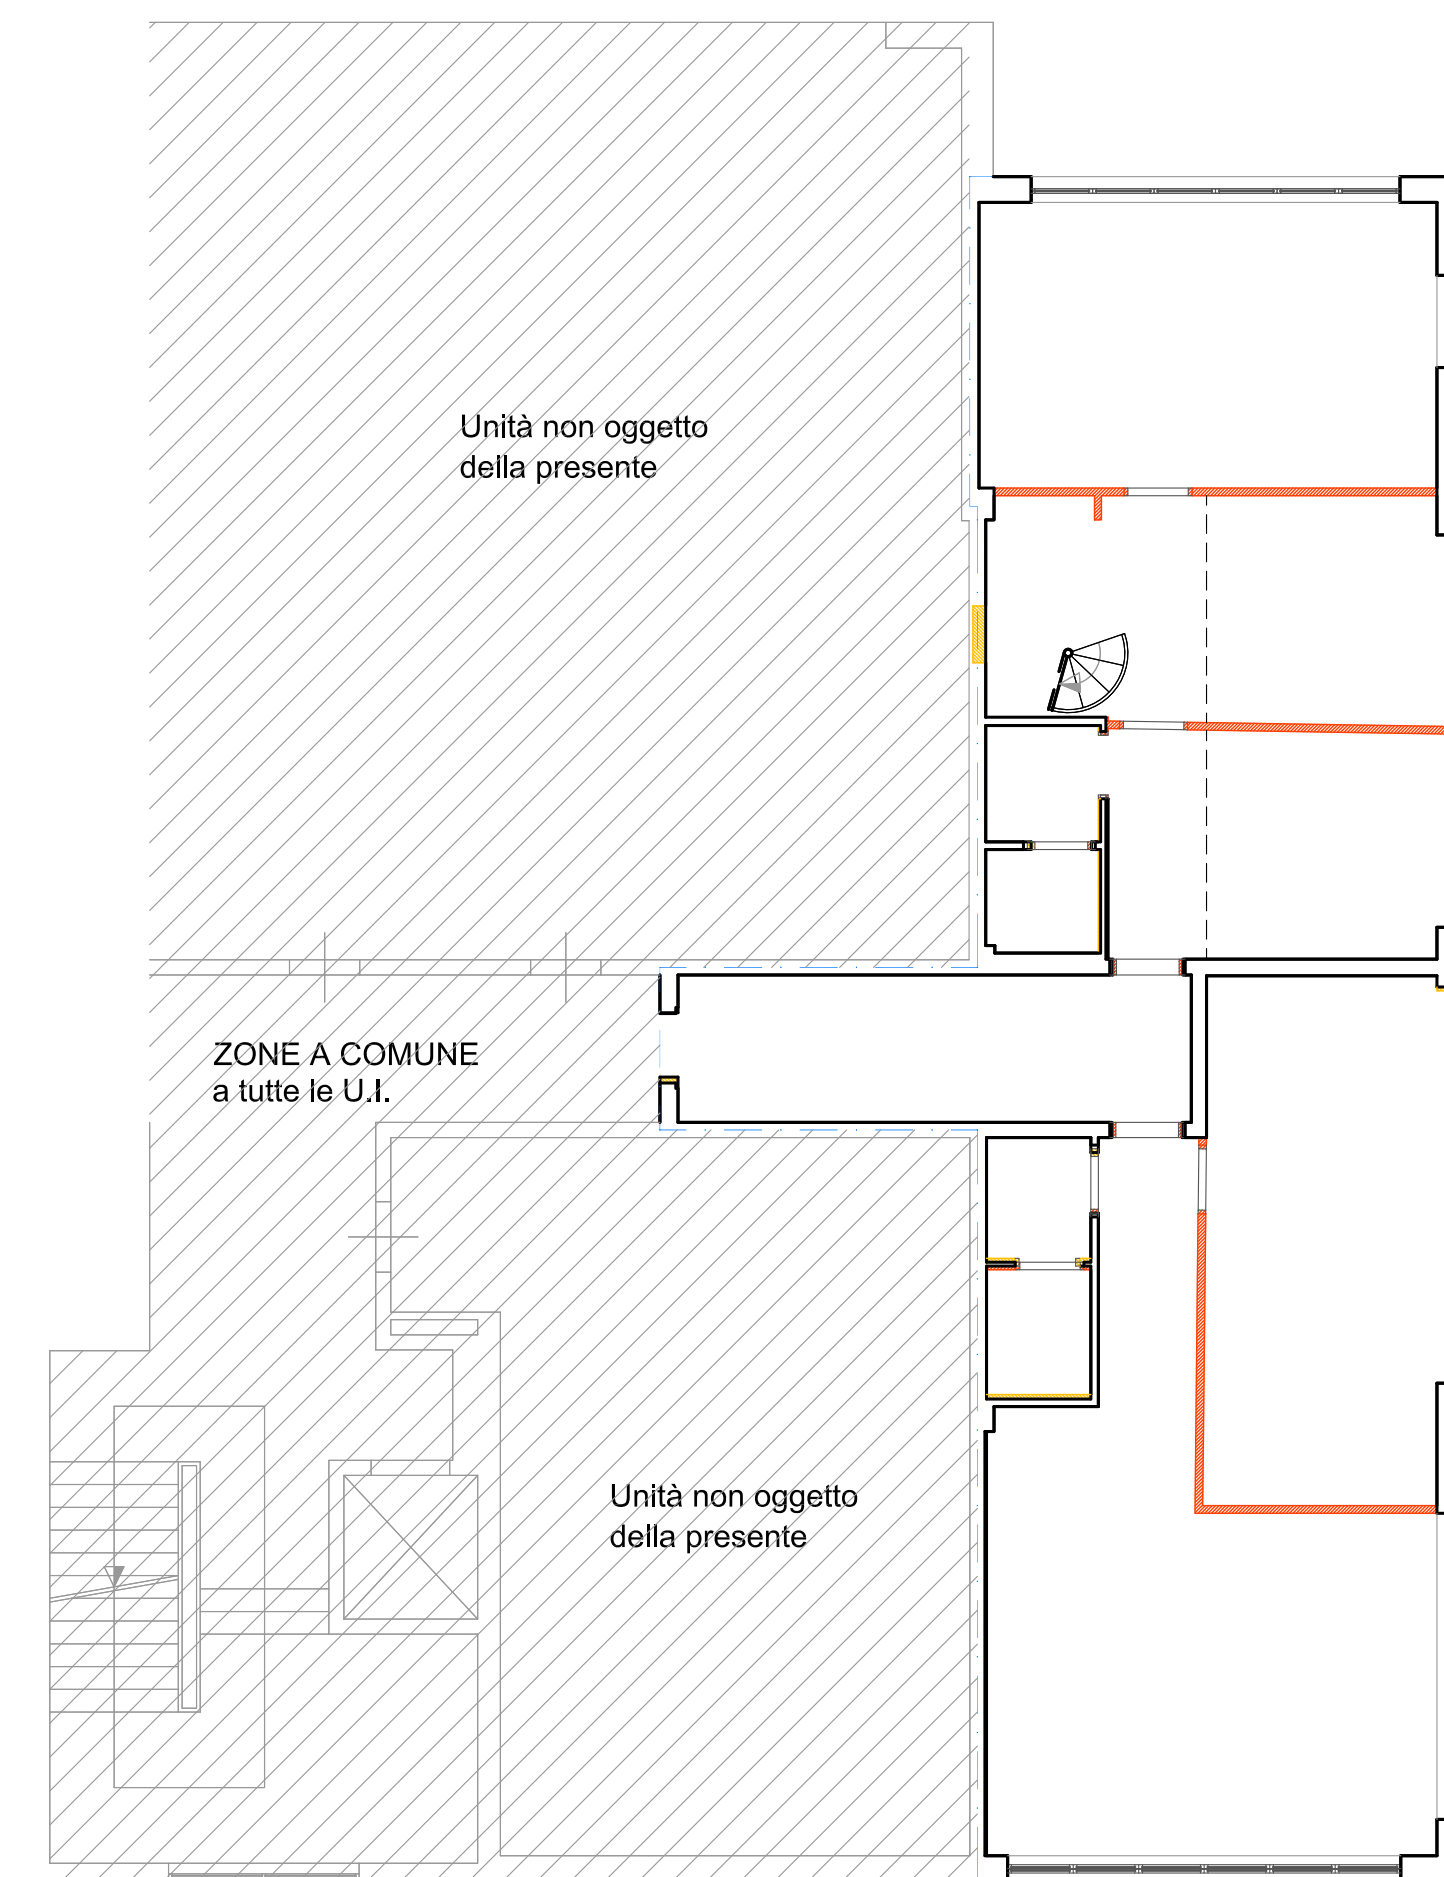 Unità non oggetto
della presente
ZONE A COMUNE
a tutte le U.I.
Unità non oggetto
della presente